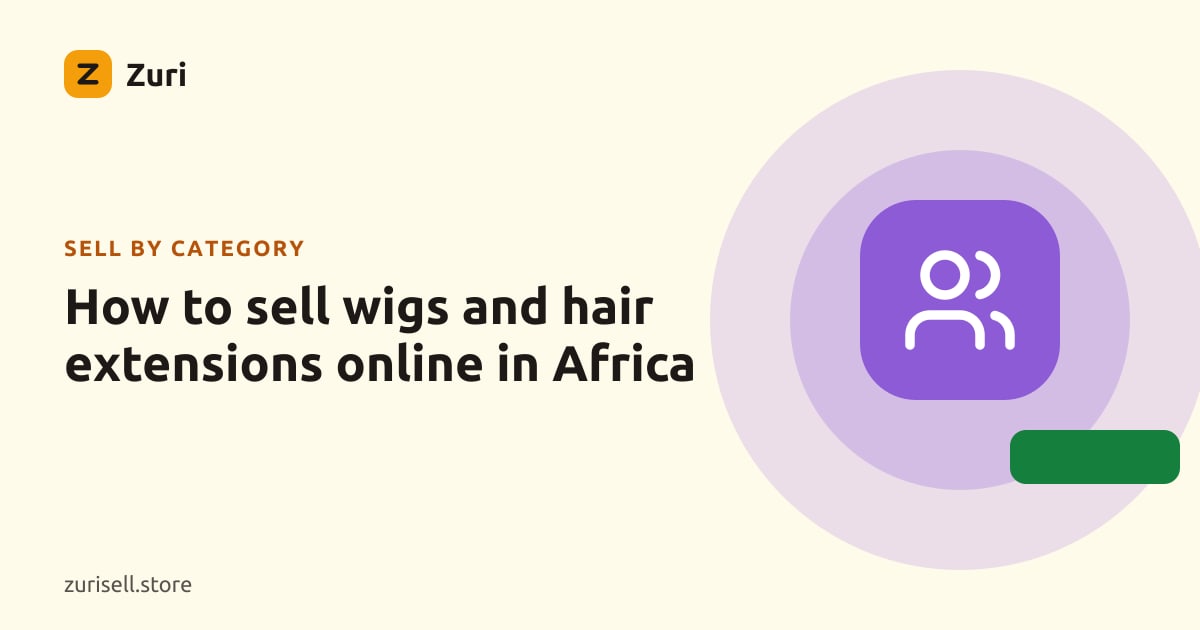 Z Zuri
SELL BY CATEGORY
How to sell wigs and hair
extensions online in Africa
zurisell.store